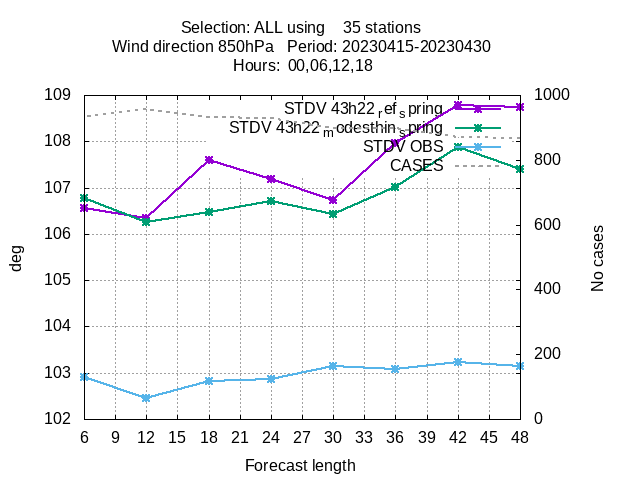 Selection: ALL using 35 stations
Wind direction 850hPa Period: 20230415-20230430
Hours: 00,06,12,18
109 1000
STDV 43h22refspring
STDV 43h22modesthinspring
108
STDV OBS
800
CASES
107
106 600
deg
No cases
105
400
104
103
200
102 0
6 9 12 15 18 21 24 27 30 33 36 39 42 45 48
Forecast length